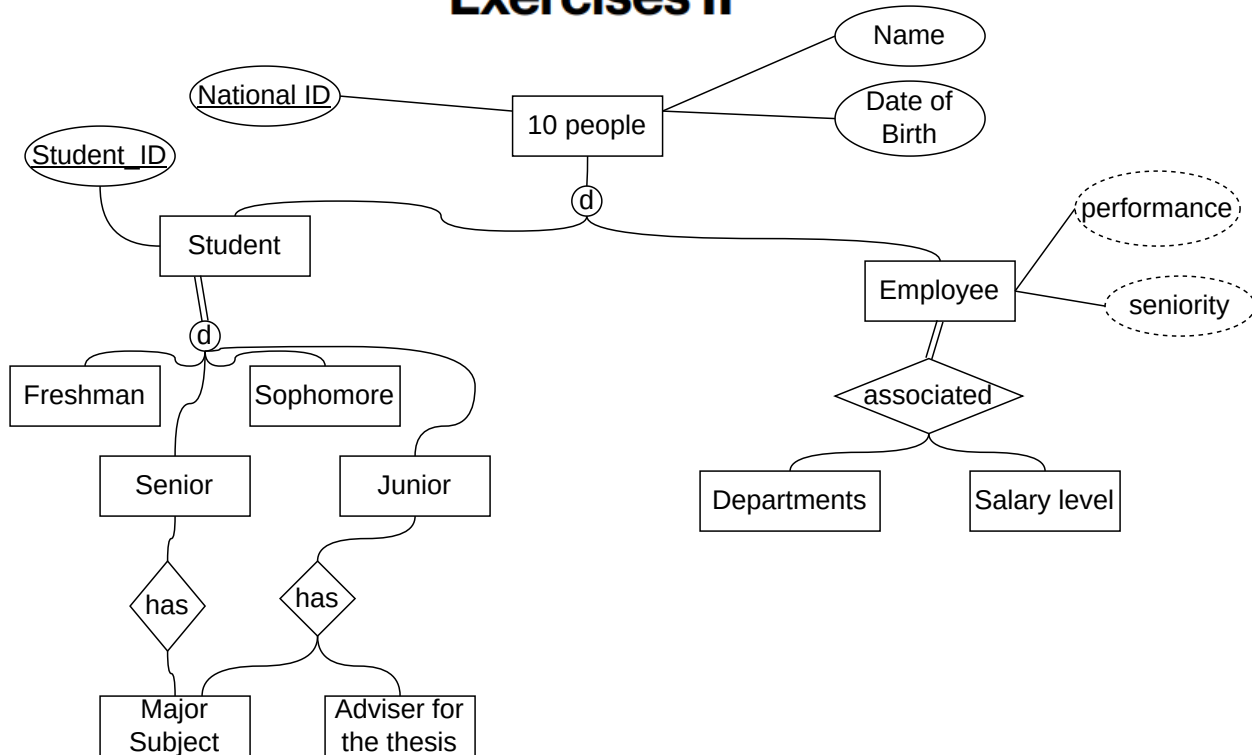 Exercises II
Name
National ID
Date of
Birth
10 people
Student_ID
d
performance
Student
Employee
seniority
d
Freshman
Sophomore
associated
Senior
Junior
Departments
Salary level
has
has
Major
Subject
Adviser for
the thesis